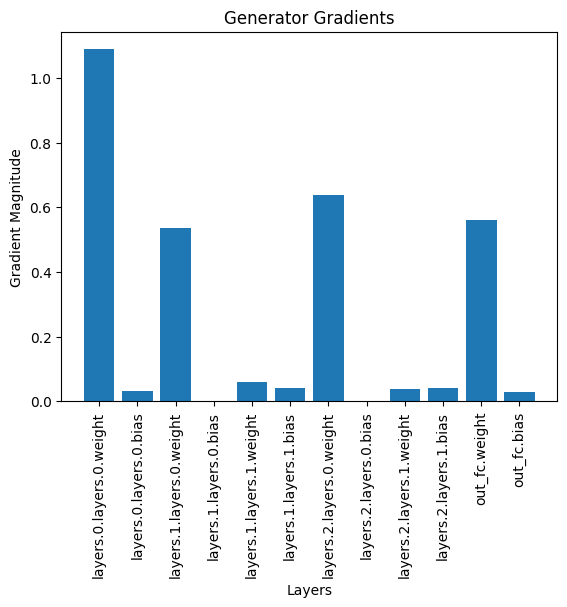 Generator Gradients
Gradient Magnitude
1.0
0.8
0.6
0.4
0.2
0.0
layers.0.layers.0.weight
layers.0.layers.0.bias
layers.1.layers.0.weight
layers.1.layers.0.bias
layers.1.layers.1.weight
layers.1.layers.1.bias
layers.2.layers.0.weight
layers.2.layers.0.bias
layers.2.layers.1.weight
layers.2.layers.1.bias
out_fc.weight
out_fc.bias
Layers